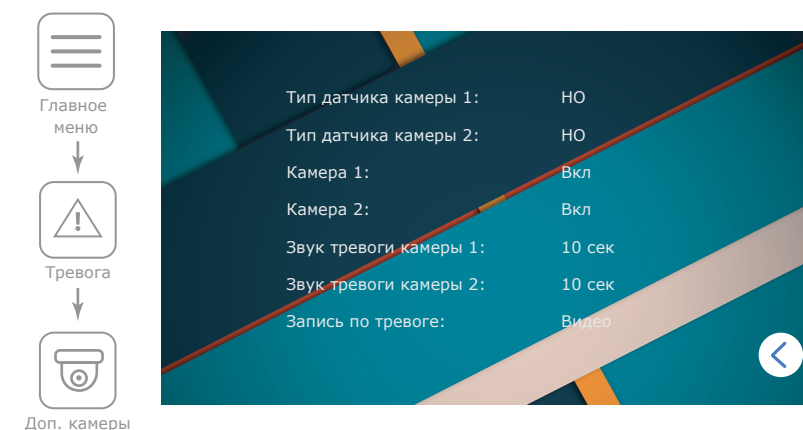 Главное
меню
Тревога
Доп. камеры
Тип датчика камеры 1: НО
Тип датчика камеры 2: НО
Камера 1: Вкл
Камера 2: Вкл
Звук тревоги камеры 1: 10 сек
Звук тревоги камеры 2: 10 сек
Запись по тревоге: Видео